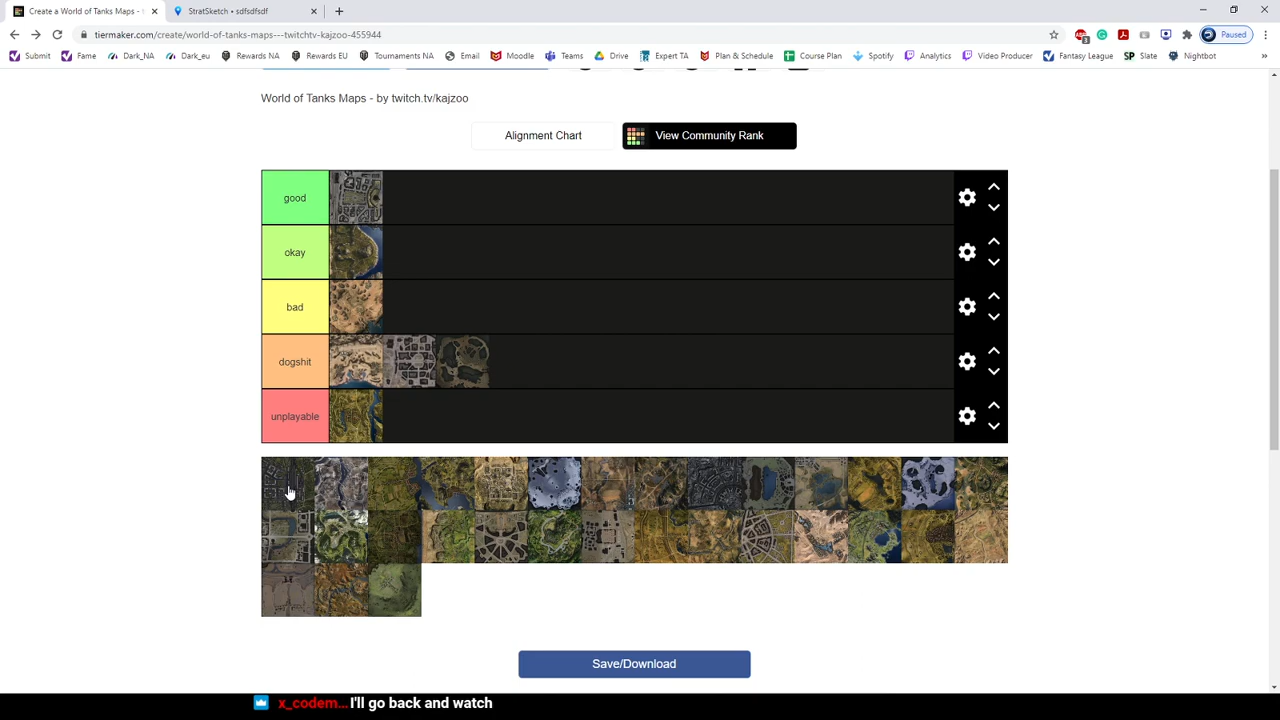 Create a World of Tanks Maps -
StratSketch • sdfsdfsdf
tiermaker.com/create/world-of-tanks-maps---twitchtv-kajzoo-455944
Paused
Submit Fame Dark_NA Dark_eu Rewards NA Rewards EU Tournaments NA Email Moodle Teams Drive Expert TA Plan & Schedule Course Plan Spotify Analytics Video Producer Fantasy League SP Slate Nightbot »
World of Tanks Maps - by twitch.tv/kajzoo
Alignment Chart
View Community Rank
good
okay
bad
dogshit
unplayable
Save/Download
x_codem... I'll go back and watch